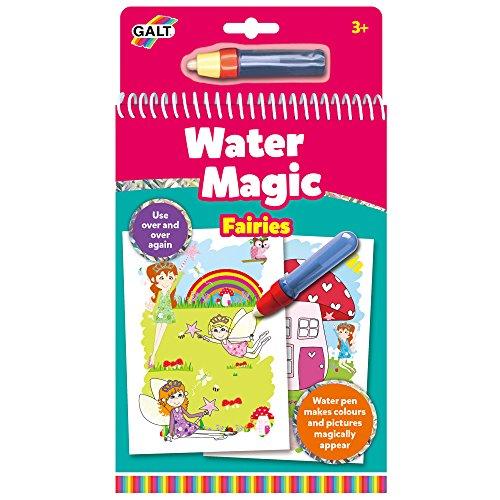 GALT
3+
Water
Magic
Fairies
Use
over and
over
again
Water pen
makes colours
and pictures
magically
appear